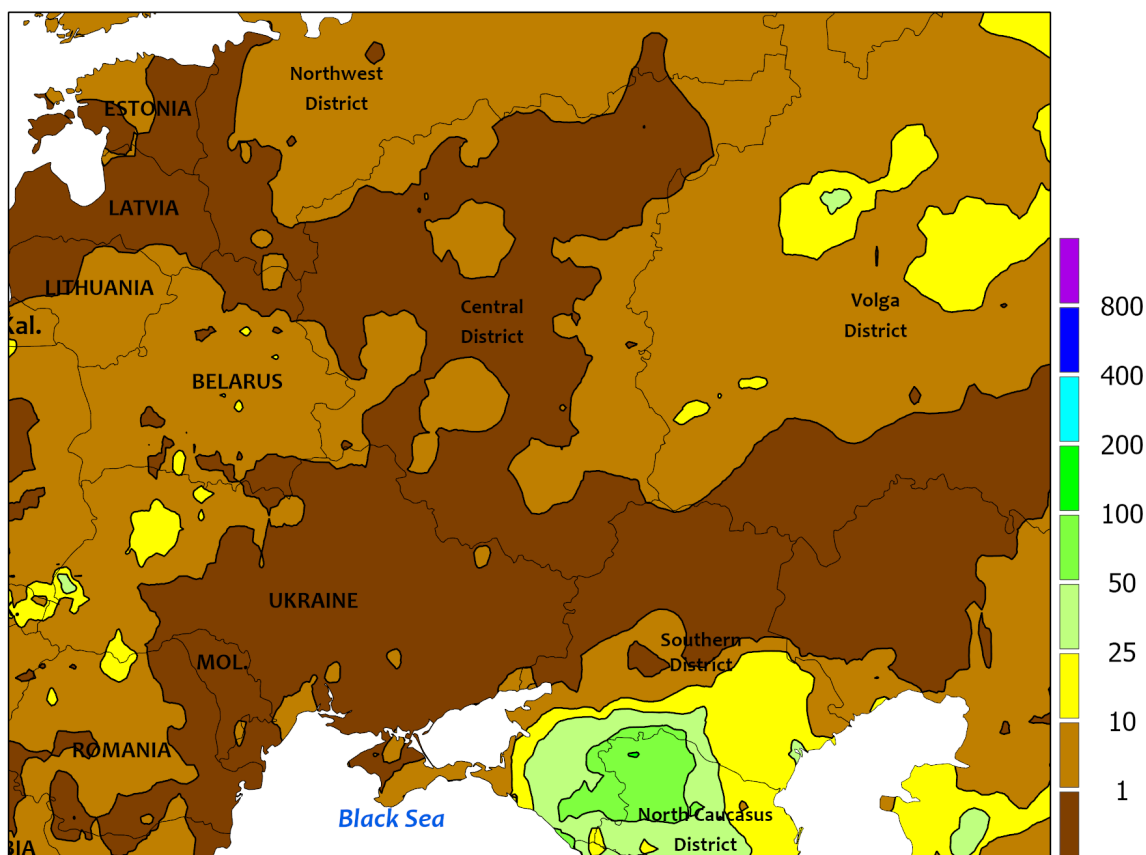 Northwest
District
ESTONIA
LATVIA
LITHUANIA
Kal.
Central
District
Volga
District
BELARUS
UKRAINE
MOL.
Southern
District
ROMANIA
Black Sea
North Caucasus
District
BIA
800
400
200
100
50
25
10
1